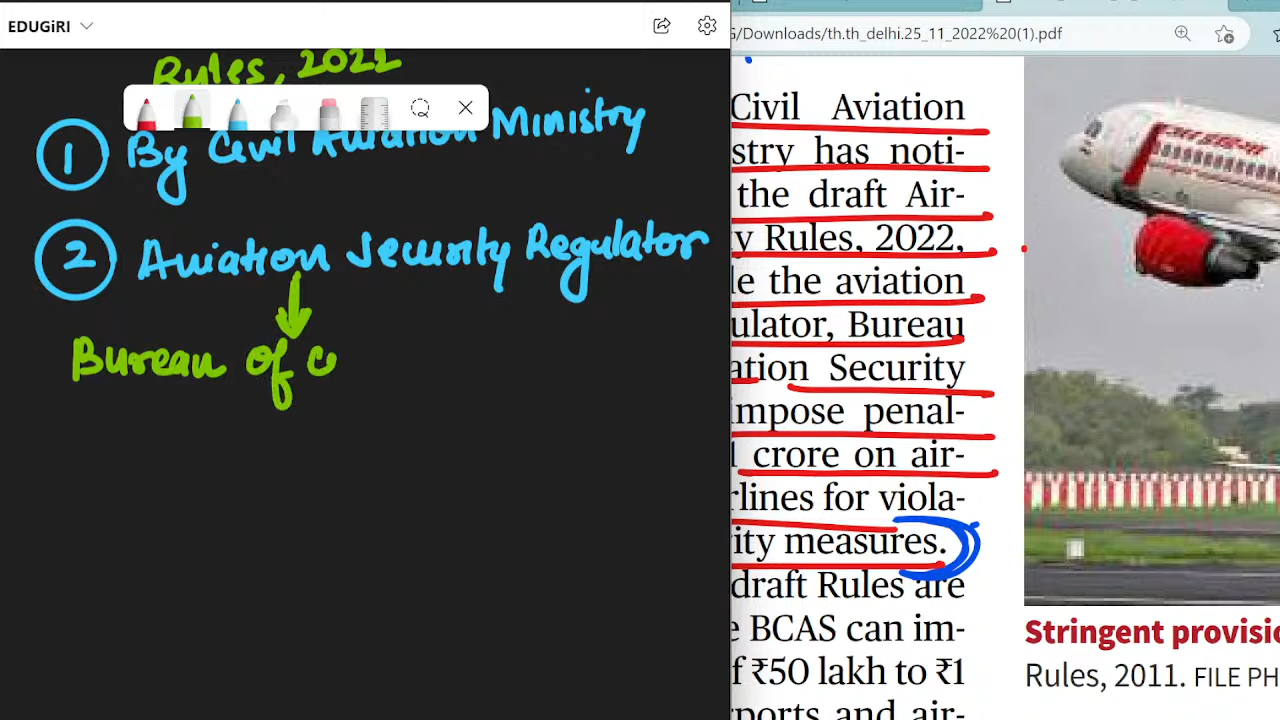 EDUGiRI
Rules, 2022
1 By Civil Aviation Ministry
2 Aviation Security Regulator
Bureau of c
/Downloads/th.th_delhi.25_11_2022%20(1).pdf
Civil Aviation
stry has noti-
the draft Air-
y Rules, 2022,
le the aviation
ulator, Bureau
ation Security
impose penal-
1 crore on air-
rlines for viola-
rity measures.
draft Rules are
e BCAS can im-
f ₹50 lakh to ₹1
ports and air-
Stringent provisi
Rules, 2011. FILE PH